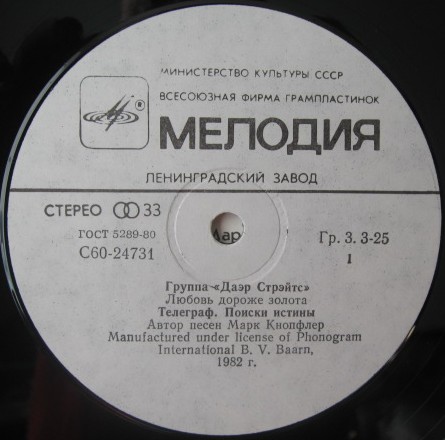 МИНИСТЕРСТВО КУЛЬТУРЫ СССР
ВСЕСОЮЗНАЯ ФИРМА ГРАМПЛАСТИНОК
®
МЕЛОДИЯ
ЛЕНИНГРАДСКИЙ ЗАВОД
СТЕРЕО 33
ГОСТ 5289-80
С60-24731
Гр. 3. 3-25
1
Группа «Даэр Стрэйтс»
Любовь дороже золота
Телеграф. Поиски истины
Автор песен Марк Кнопфлер
Manufactured under license of Phonogram
International B. V. Baarn,
1982 г.